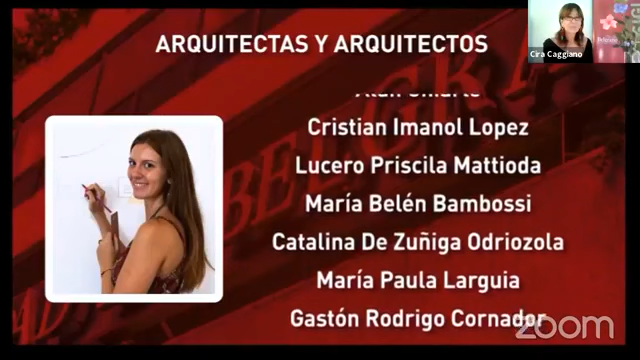 ARQUITECTAS Y ARQUITECTOS
Cira Caggiano
Cristian Imanol Lopez
Lucero Priscila Mattioda
María Belén Bambossi
Catalina De Zuñiga Odriozola
María Paula Larguia
Gastón Rodrigo Cornador
zoom